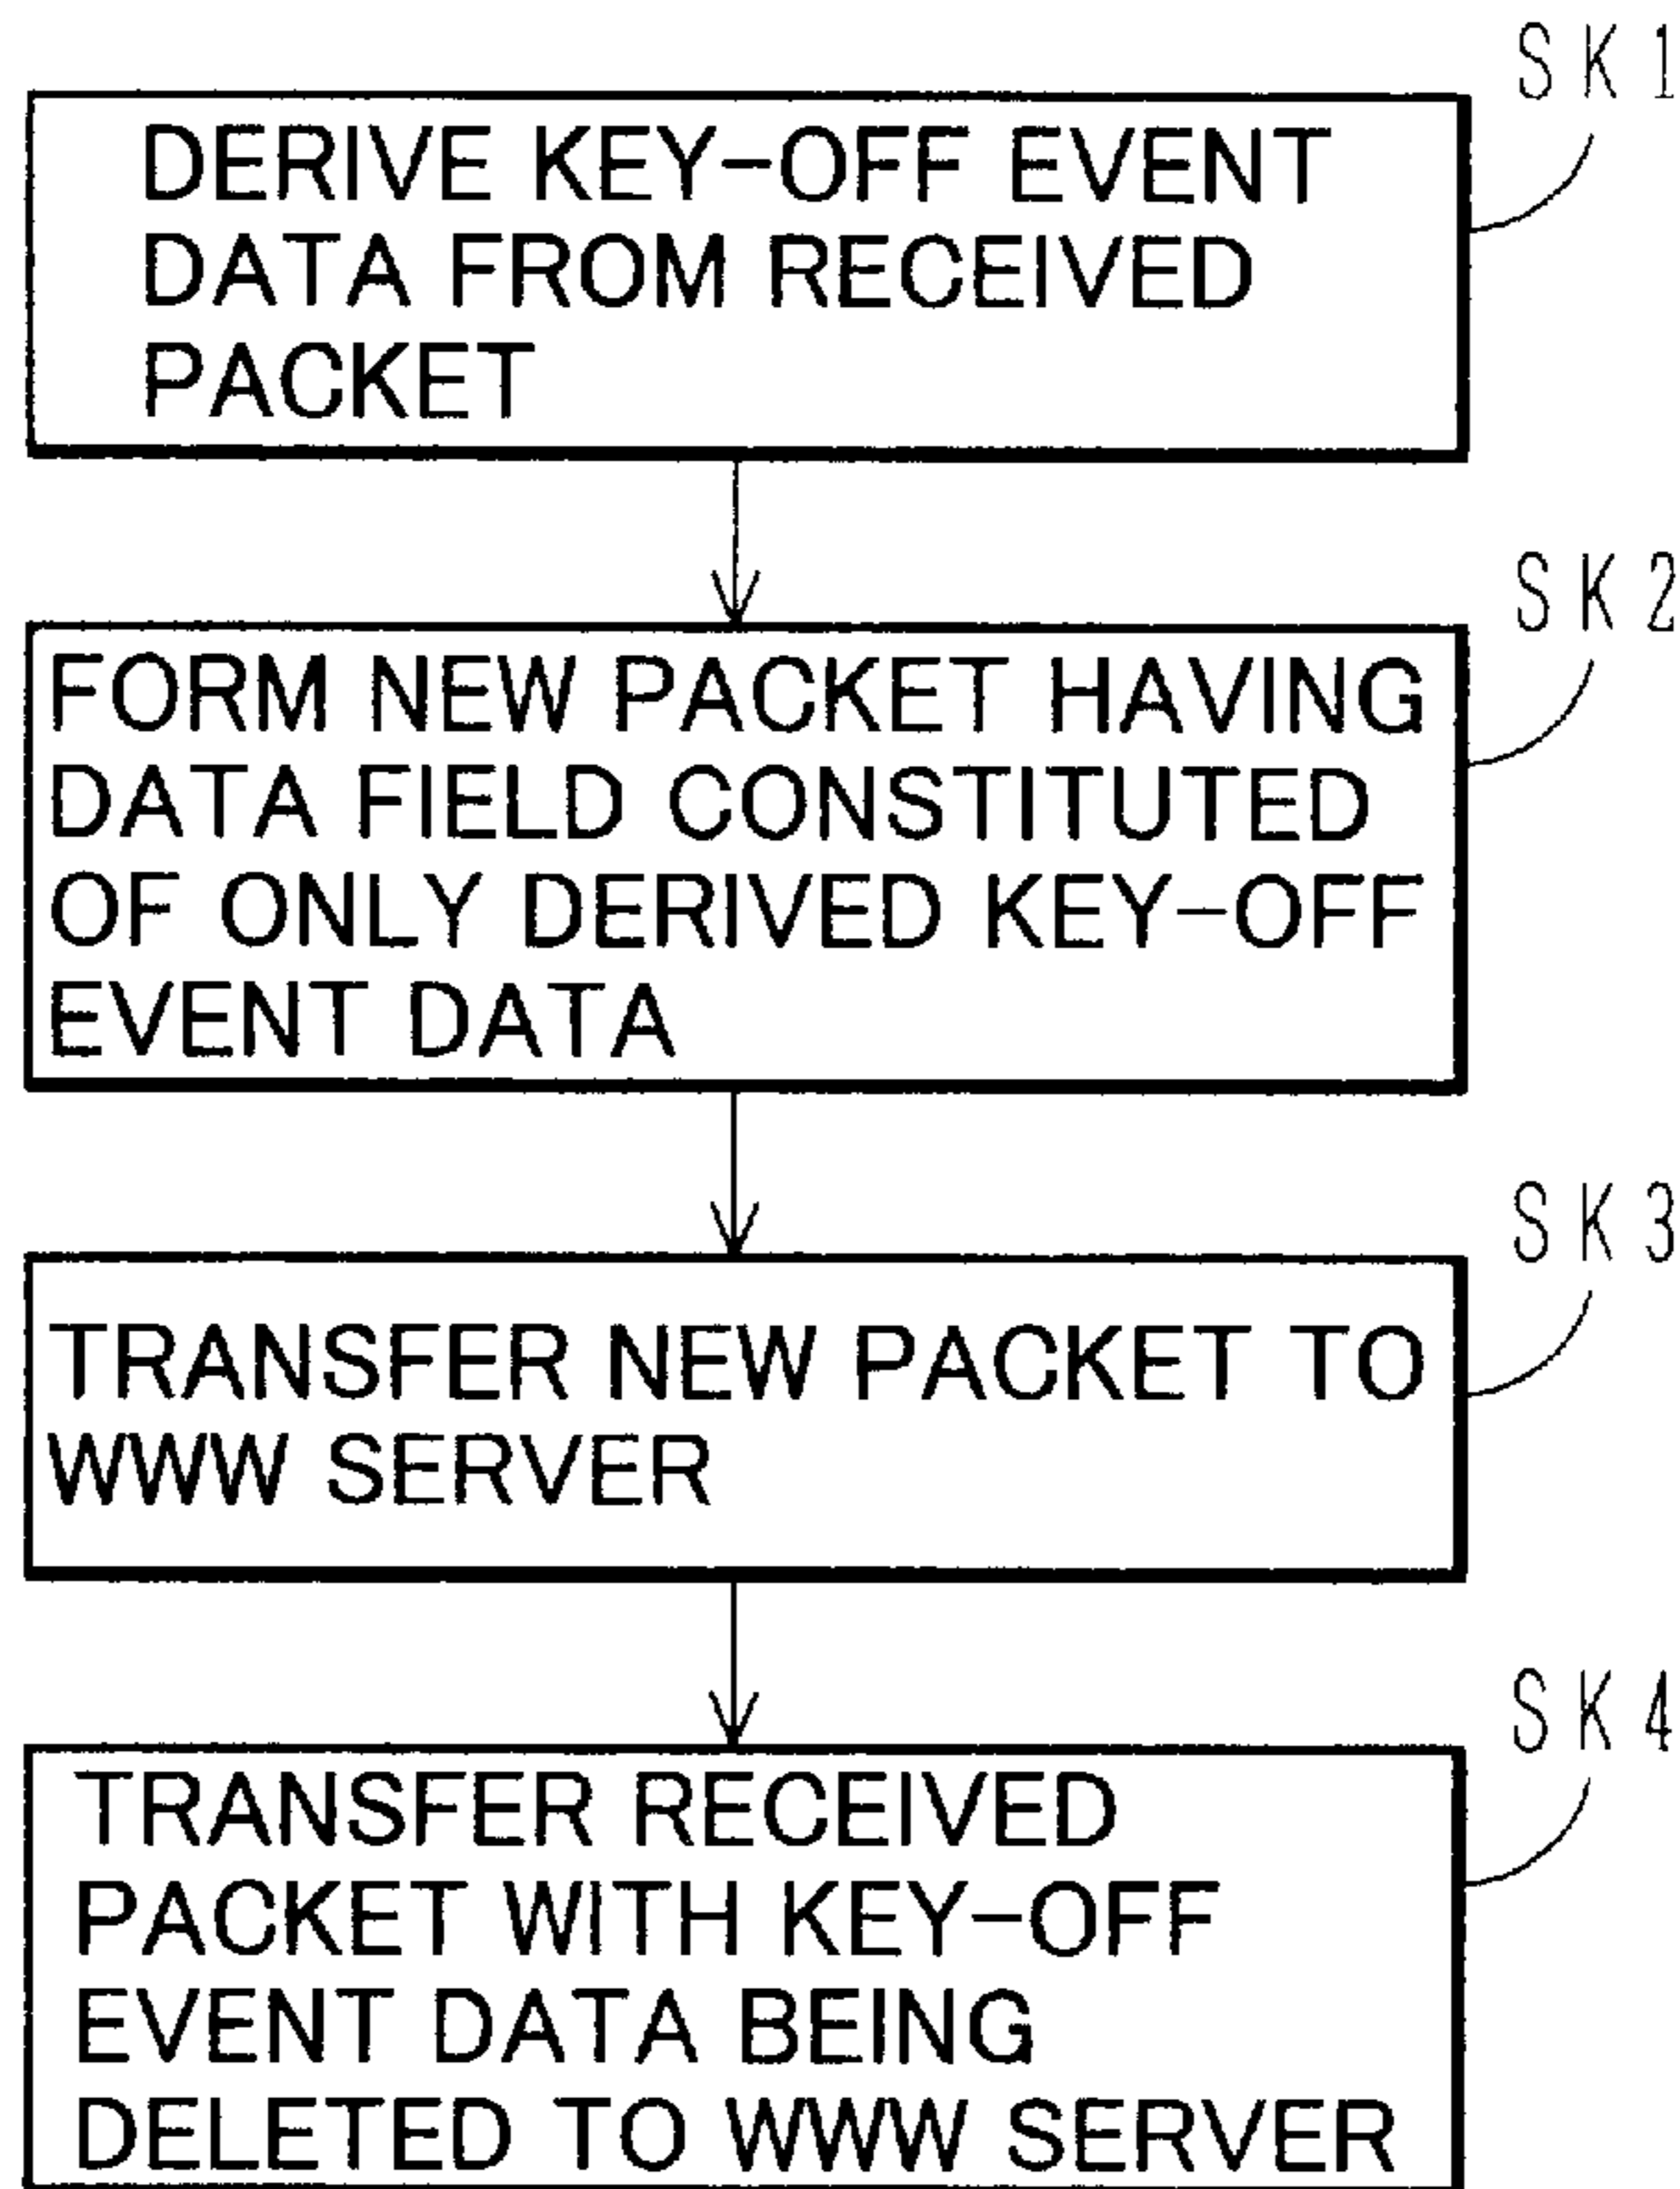 SK1
DERIVE KEY-OFF EVENT
DATA FROM RECEIVED
PACKET
SK2
FORM NEW PACKET HAVING
DATA FIELD CONSTITUTED
OF ONLY DERIVED KEY-OFF
EVENT DATA
SK3
TRANSFER NEW PACKET TO
WWW SERVER
SK4
TRANSFER RECEIVED
PACKET WITH KEY-OFF
EVENT DATA BEING
DELETED TO WWW SERVER